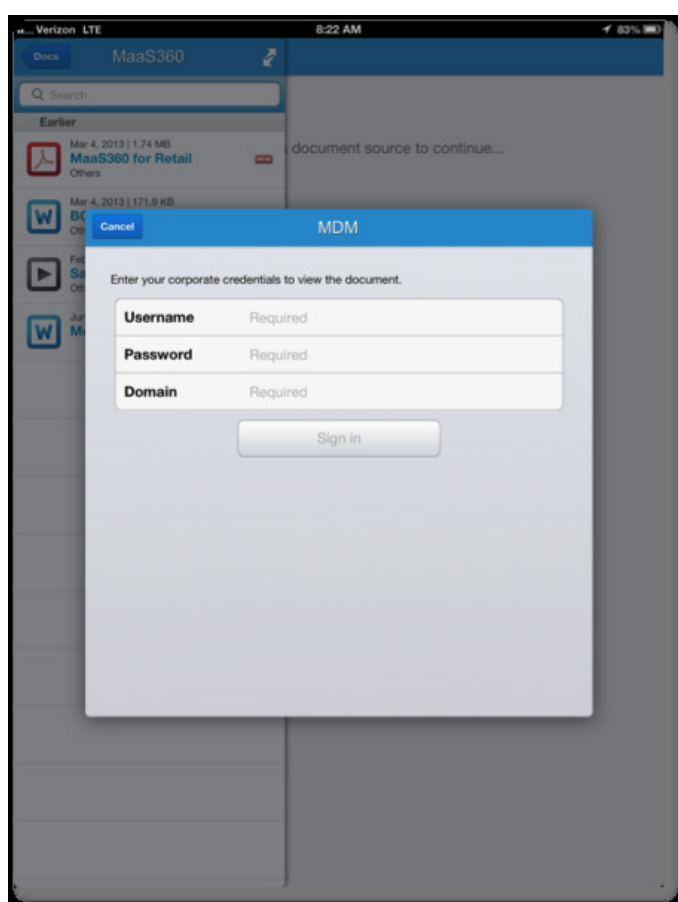 Verizon LTE
8:22 AM
83%
Docs
MaaS360
Search
Earlier
Mar 4, 2013 | 1.74 MB
MaaS360 for Retail
Others
document source to continue...
Mar 4, 2013 | 171.9 KB
Cancel
MDM
Enter your corporate credentials to view the document.
Username Required
Password Required
Domain Required
Sign in